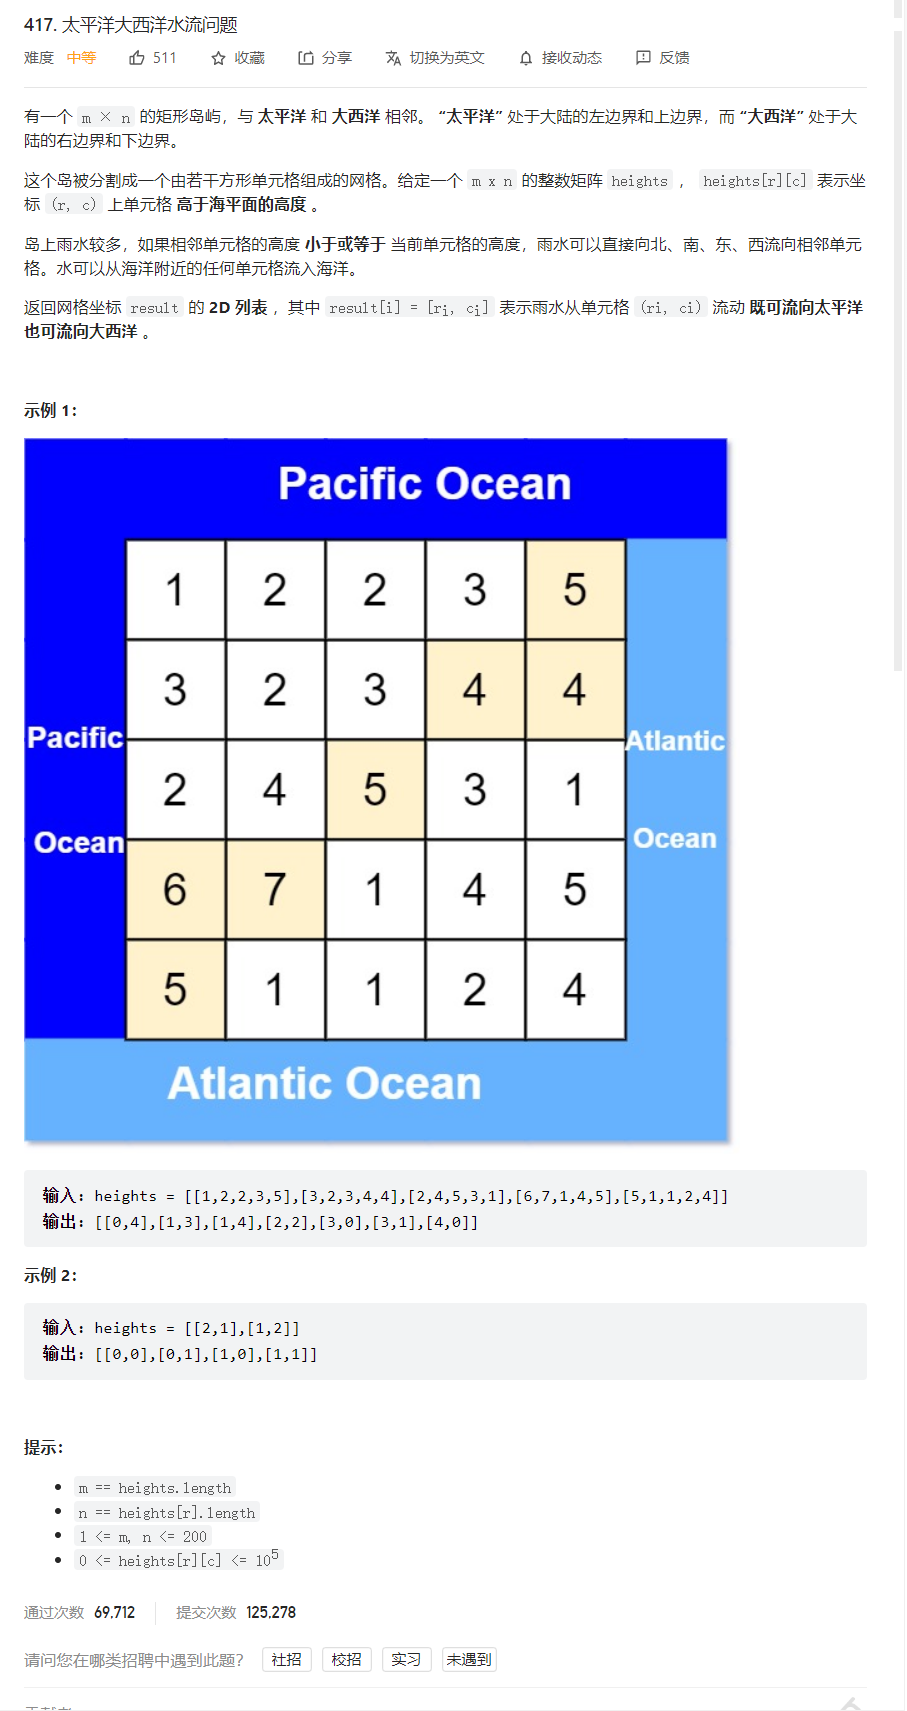 417. 太平洋大西洋水流问题
难度 中等 511 收藏 分享 切换为英文 接收动态 反馈
有一个 m × n 的矩形岛屿，与 太平洋 和 大西洋 相邻。 “太平洋” 处于大陆的左边界和上边界，而 “大西洋” 处于大
陆的右边界和下边界。
这个岛被分割成一个由若干方形单元格组成的网格。给定一个 m x n 的整数矩阵 heights ， heights[r][c] 表示坐
标 (r, c) 上单元格 高于海平面的高度 。
岛上雨水较多，如果相邻单元格的高度 小于或等于 当前单元格的高度，雨水可以直接向北、南、东、西流向相邻单元
格。水可以从海洋附近的任何单元格流入海洋。
返回网格坐标 result 的 2D 列表 ，其中 result[i] = [ri, ci] 表示雨水从单元格 (ri, ci) 流动 既可流向太平洋
也可流向大西洋 。
示例 1：
Pacific Ocean
1 2 2 3 5
3 2 3 4 4
Pacific Atlantic
2 4 5 3 1
Ocean Ocean
6 7 1 4 5
5 1 1 2 4
Atlantic Ocean
输入：heights = [[1,2,2,3,5],[3,2,3,4,4],[2,4,5,3,1],[6,7,1,4,5],[5,1,1,2,4]]
输出：[[0,4],[1,3],[1,4],[2,2],[3,0],[3,1],[4,0]]
示例 2：
输入：heights = [[2,1],[1,2]]
输出：[[0,0],[0,1],[1,0],[1,1]]
提示：
m == heights.length
n == heights[r].length
1 <= m, n <= 200
0 <= heights[r][c] <= 10⁵
通过次数 69,712 提交次数 125,278
请问您在哪类招聘中遇到此题？ 社招 校招 实习 未遇到